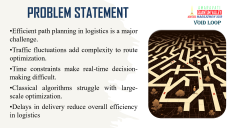 PROBLEM STATEMENT
VOID LOOP
•Efficient path planning in logistics is a major
challenge.
•Traffic fluctuations add complexity to route
optimization.
•Time constraints make real-time decision-
making difficult.
•Classical algorithms struggle with large-
scale optimization.
•Delays in delivery reduce overall efficiency
in logistics